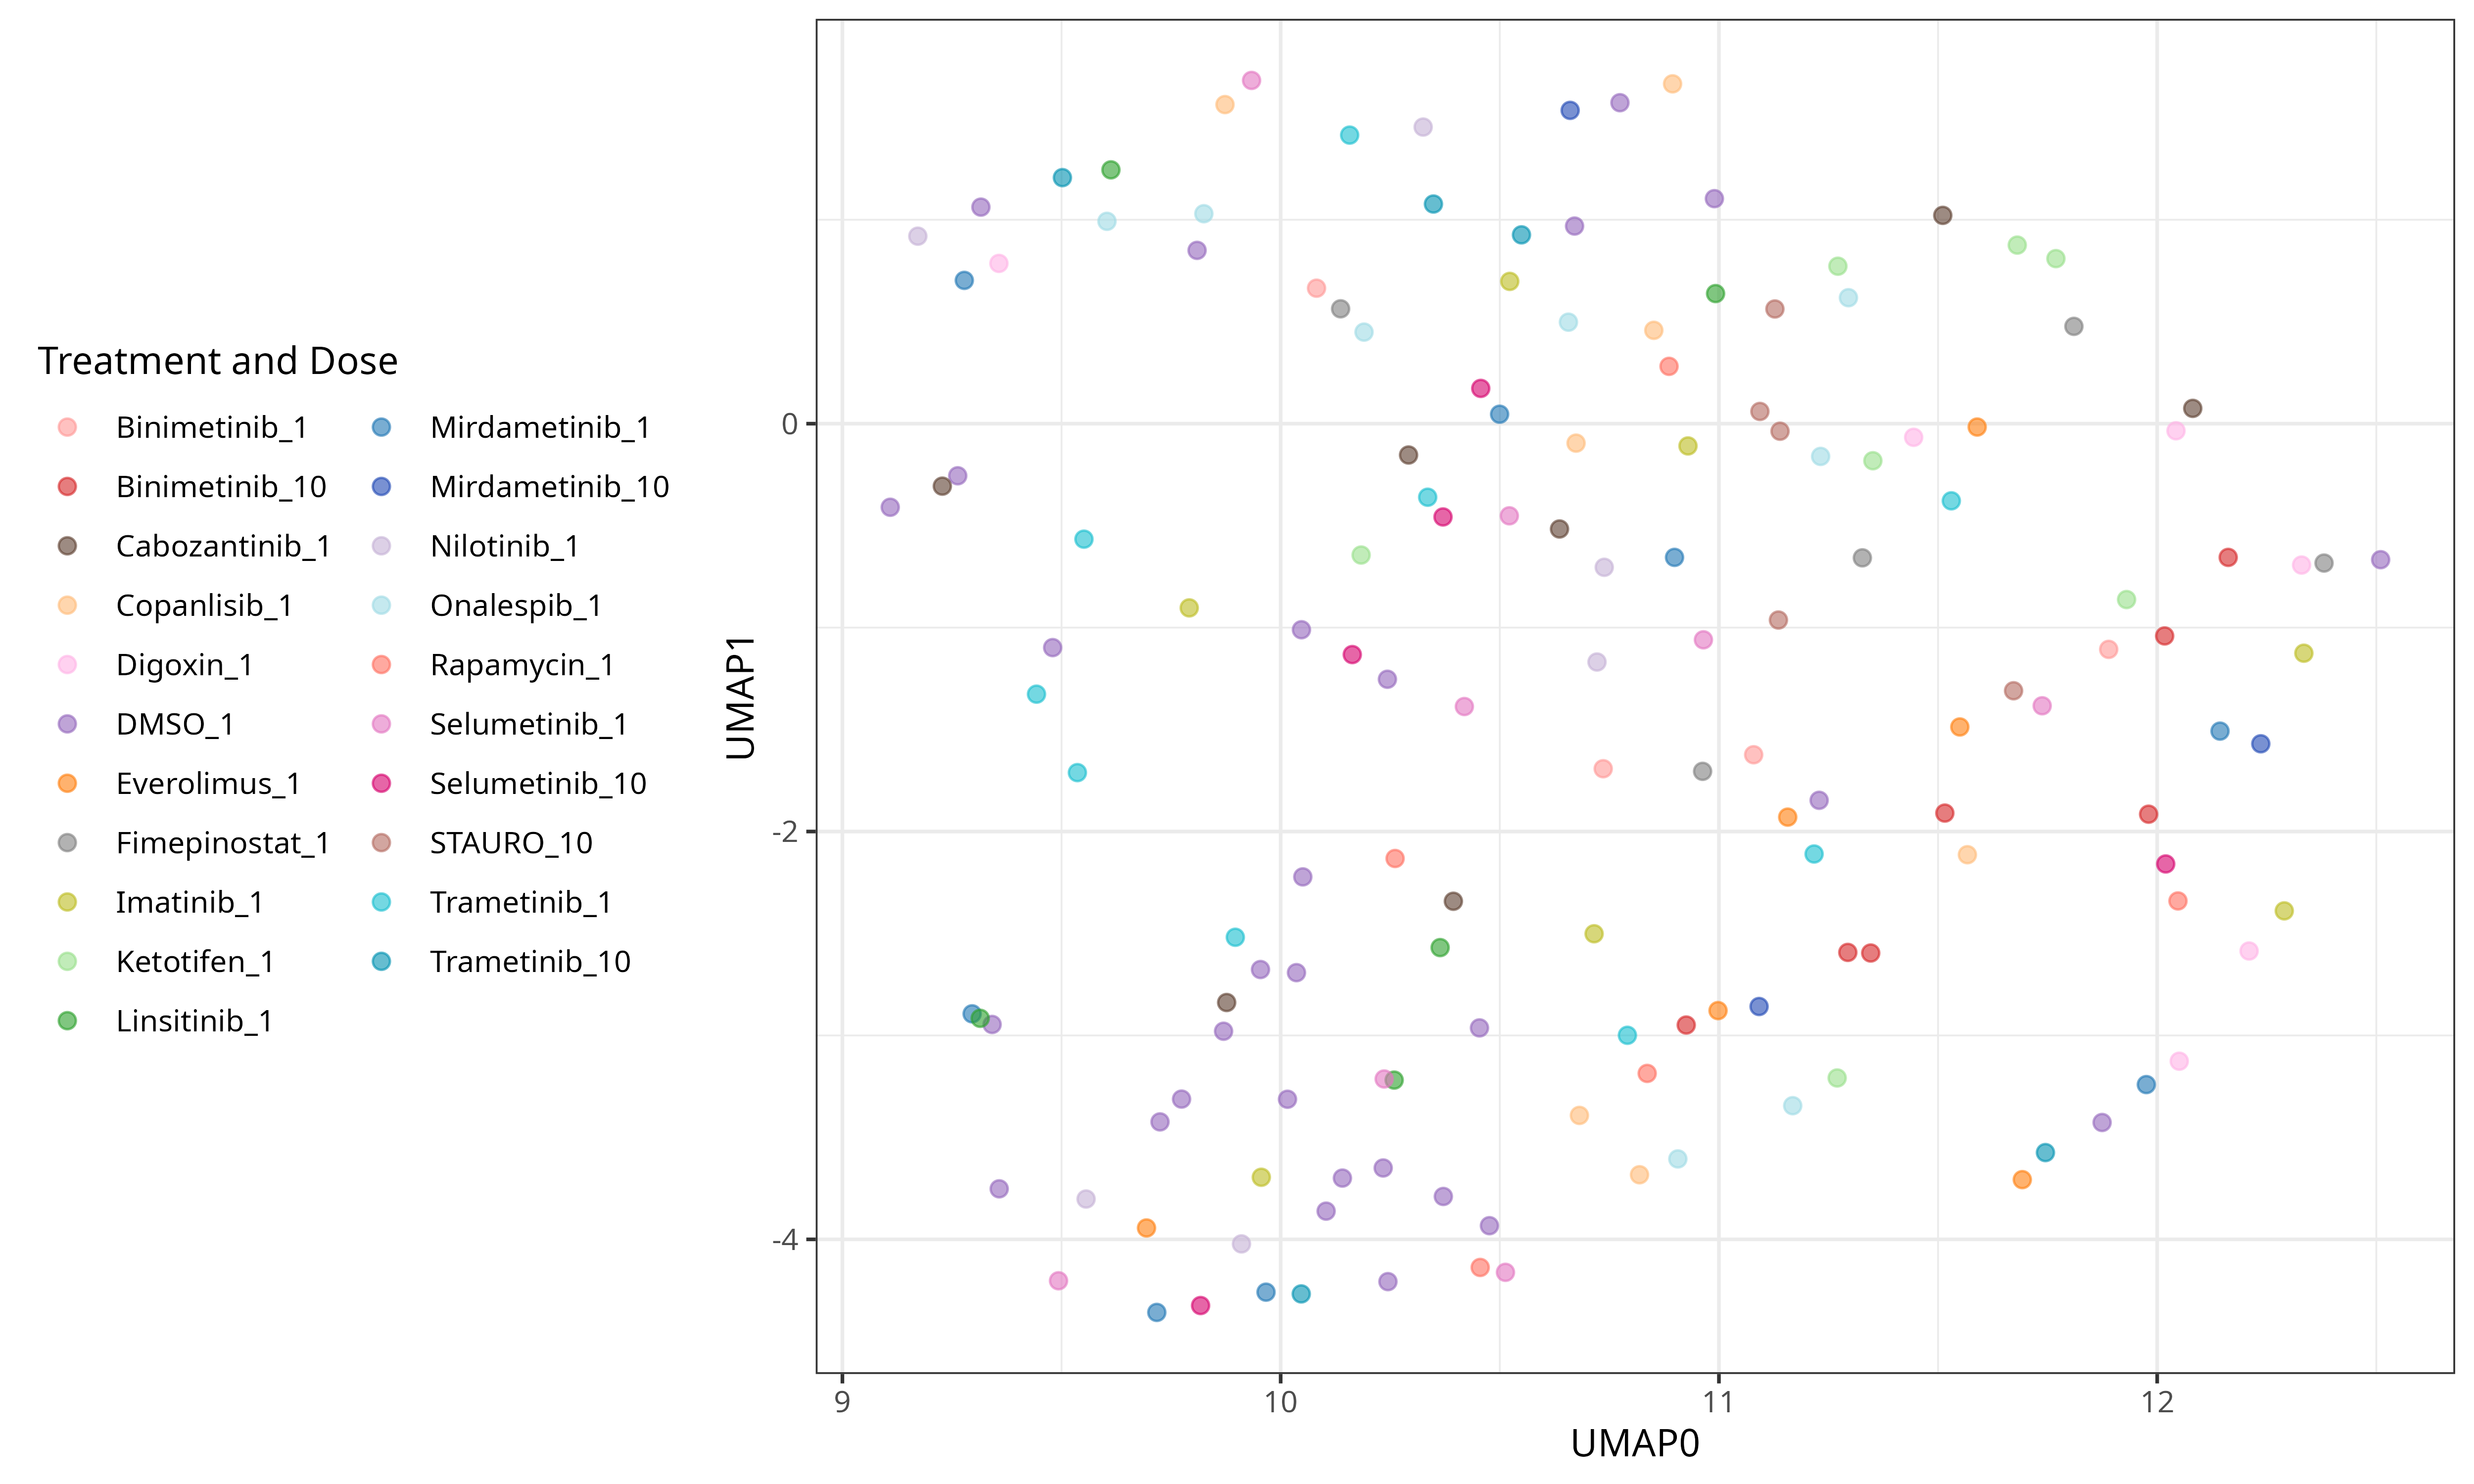 Treatment and Dose
Binimetinib_1
Binimetinib_10
Cabozantinib_1
Copanlisib_1
Digoxin_1
DMSO_1
Everolimus_1
Fimepinostat_1
Imatinib_1
Ketotifen_1
Linsitinib_1
Mirdametinib_1
Mirdametinib_10
Nilotinib_1
Onalespib_1
Rapamycin_1
Selumetinib_1
Selumetinib_10
STAURO_10
Trametinib_1
Trametinib_10
UMAP1
0
-2
-4
9 10 11 12
UMAP0